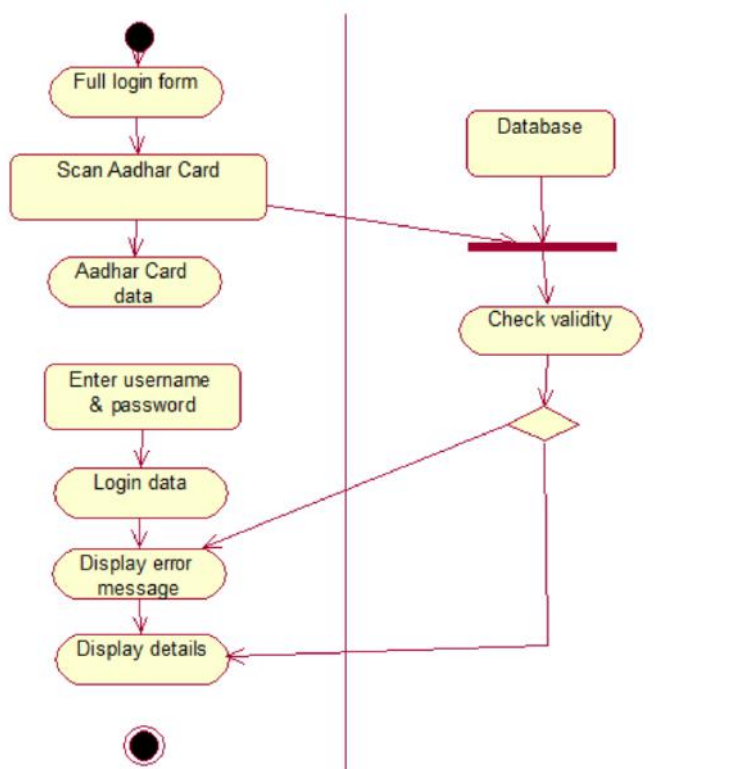 Full login form
Scan Aadhar Card
Aadhar Card
data
Enter username
& password
Login data
Display error
message
Display details
Database
Check validity